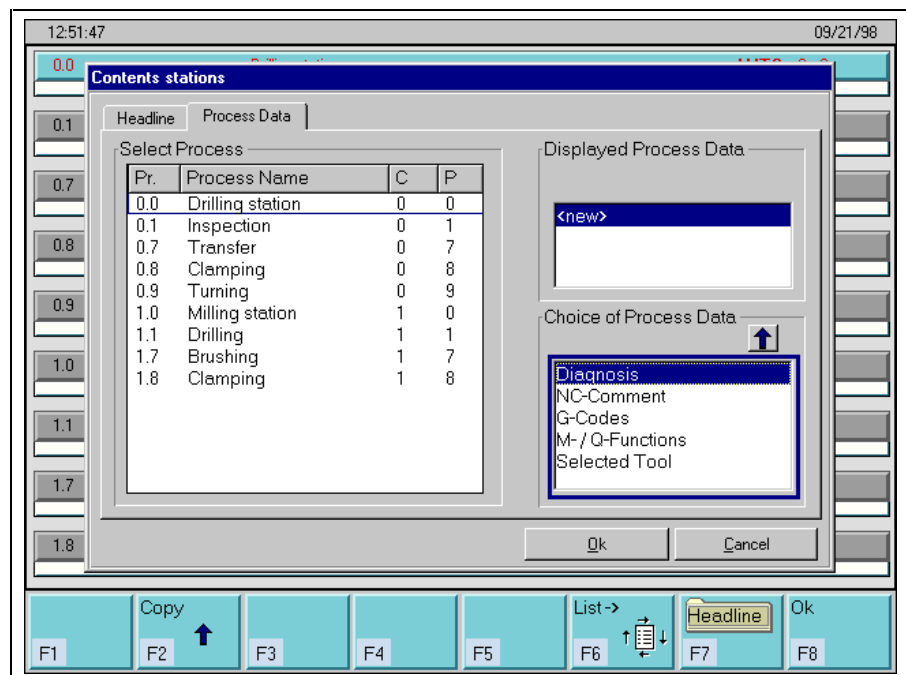 12:51:47 09/21/98
0.0
Contents stations
Headline Process Data
0.1
Select Process
Displayed Process Data
Pr. Process Name C P
0.0 Drilling station 0 0
0.1 Inspection 0 1
0.7 Transfer 0 7
0.8 Clamping 0 8
0.9 Turning 0 9
1.0 Milling station 1 0
1.1 Drilling 1 1
1.7 Brushing 1 7
1.8 Clamping 1 8
<new>
Choice of Process Data
Diagnosis
NC-Comment
G-Codes
M- / Q-Functions
Selected Tool
0.7
0.8
0.9
1.0
1.1
1.7
1.8
Ok Cancel
F1
Copy
F2
F3
F4
F5
List->
F6
Headline
F7
Ok
F8